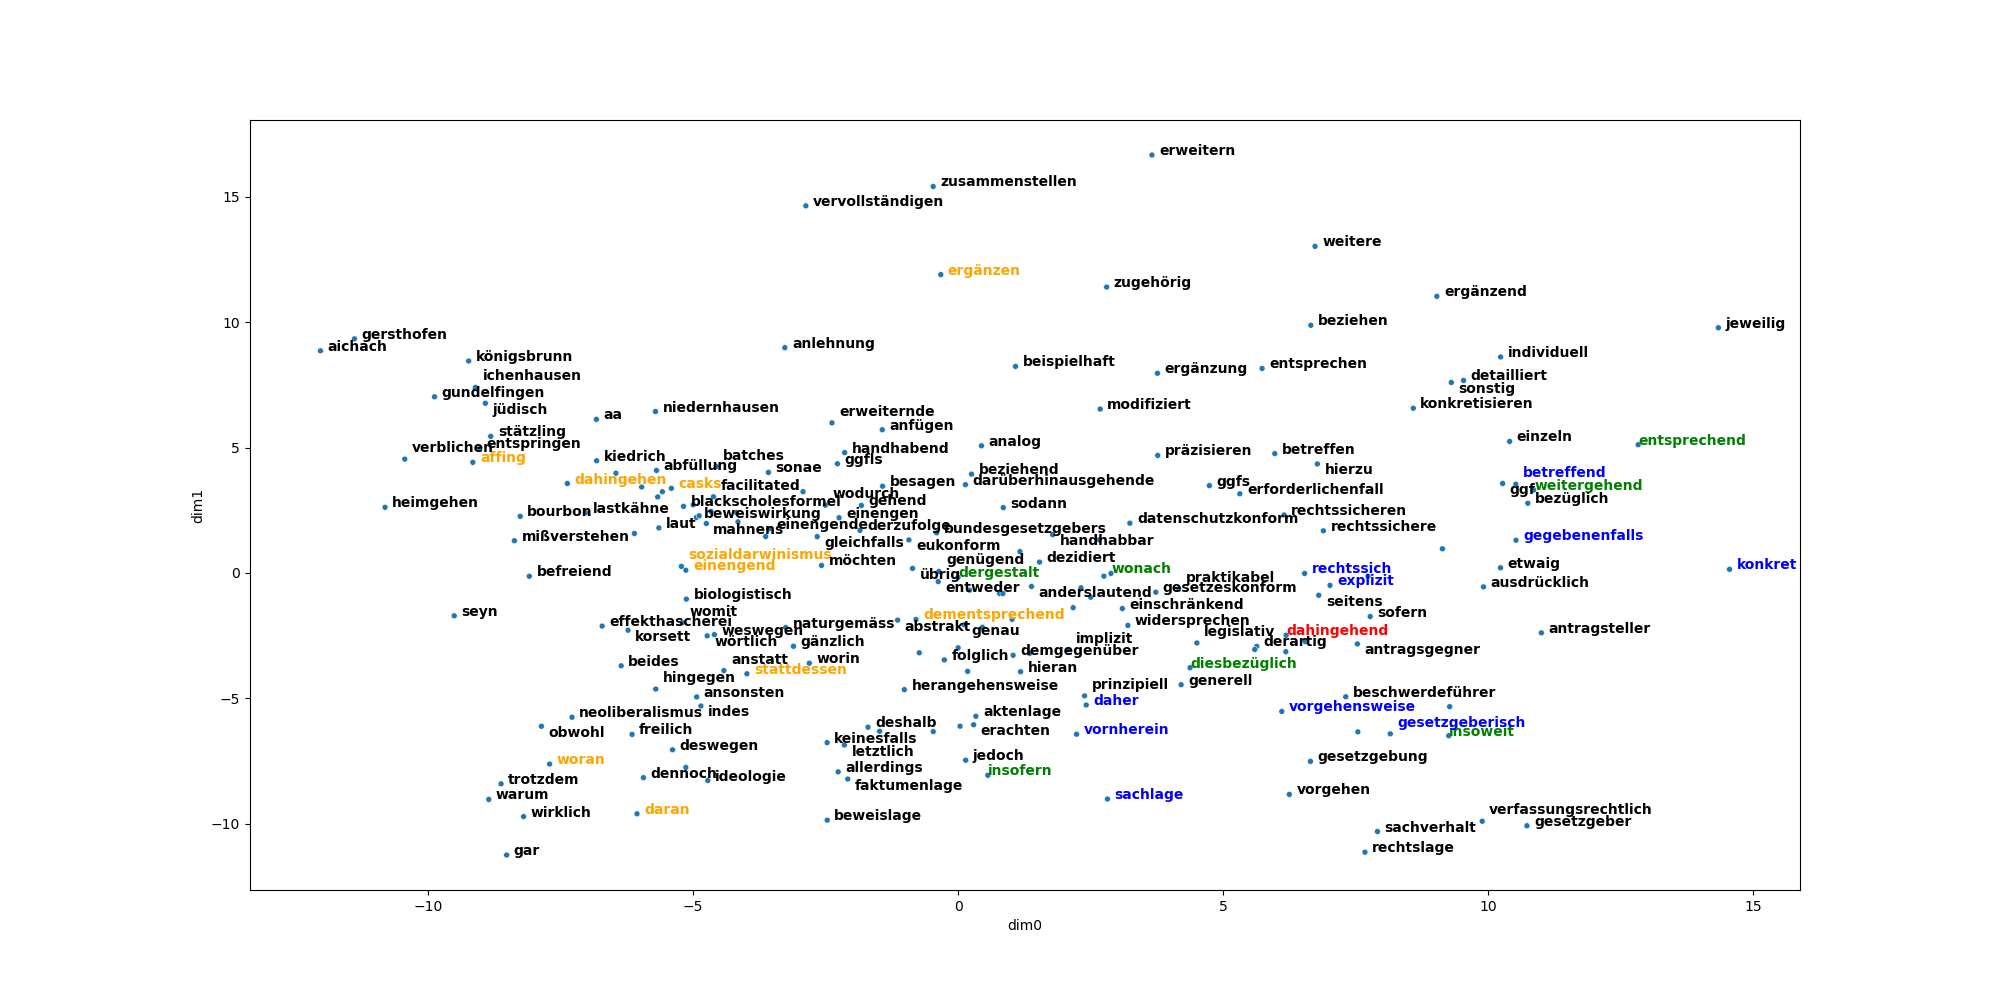 erweitern
zusammenstellen
vervollständigen
15
weitere
ergänzen
zugehörig
ergänzend
10
beziehen
jeweilig
gersthofen
aichach
anlehnung
königsbrunn
individuell
beispielhaft
ergänzung
entsprechen
ichenhausen
detailliert
sonstig
gundelfingen
jüdisch
niedernhausen
modifiziert
konkretisieren
aa
erweiternde
anfügen
stätzling
einzeln
entsprechend
analog
5
verblichen
entspringen
handhabend
präzisieren
betreffen
affing
kiedrich
batches
ggfls
abfüllung
sonae
beziehend
hierzu
betreffend
dahingehen
casks
facilitated
besagen
darüberhinausgehende
ggfs
erforderlichenfall
ggf
weitergehend
wodurch
bezüglich
heimgehen
blackscholesformel
gehend
sodann
bourbon
lastkähne
beweiswirkung
einengen
datenschutzkonform
rechtssicheren
dim1
laut
mahnens
einengende
derzufolge
bundesgesetzgebers
rechtssichere
mißverstehen
gleichfalls
eukonform
handhabbar
gegebenenfalls
sozialdarwinismus
einengend
möchten
genügend
dezidiert
etwaig
konkret
0
befreiend
übrig
dergestalt
wonach
praktikabel
rechtssich
explizit
ausdrücklich
entweder
anderslautend
gesetzeskonform
biologistisch
einschränkend
seitens
seyn
womit
dementsprechend
widersprechen
sofern
effekthascherei
korsett
weswegen
naturgemäss
abstrakt
genau
legislativ
dahingehend
antragsteller
wörtlich
gänzlich
implizit
derartig
beides
anstatt
worin
folglich
demgegenüber
antragsgegner
stattdessen
hieran
diesbezüglich
hingegen
herangehensweise
prinzipiell
generell
−5
ansonsten
daher
beschwerdeführer
neoliberalismus
indes
aktenlage
vorgehensweise
obwohl
freilich
deshalb
erachten
vornherein
gesetzgeberisch
insoweit
deswegen
keinesfalls
letztlich
jedoch
gesetzgebung
woran
dennoch
allerdings
insofern
trotzdem
ideologie
faktumenlage
warum
sachlage
vorgehen
wirklich
daran
beweislage
verfassungsrechtlich
−10
sachverhalt
gesetzgeber
gar
rechtslage
−10 −5 0 5 10 15
dim0